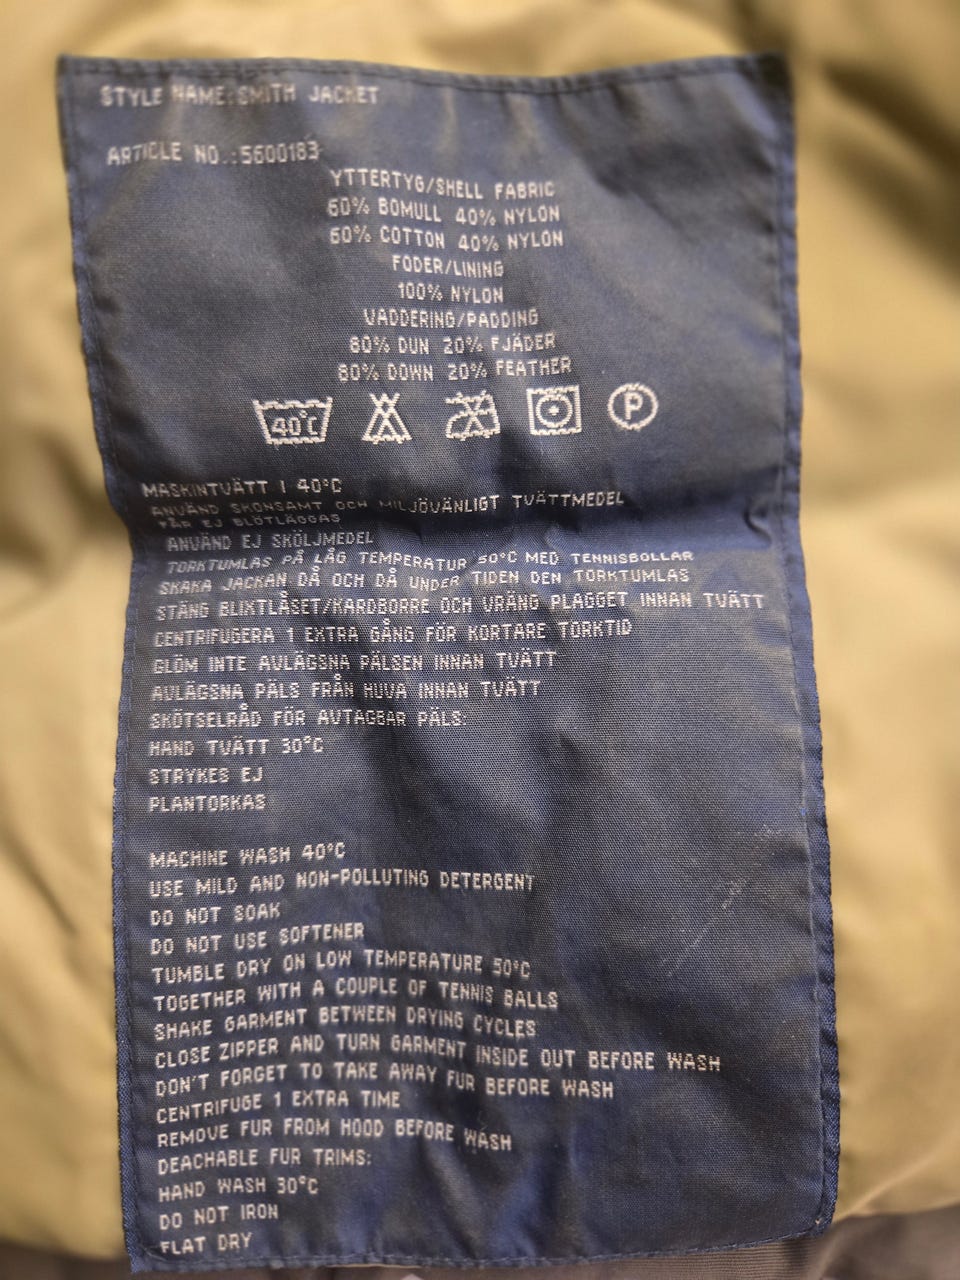 STYLE NAME:SMITH JACKET
ARTICLE NO.:5600183
YTTERTYG/SHELL FABRIC
60% BOMULL 40% NYLON
60% COTTON 40% NYLON
FODER/LINING
100% NYLON
VADDERING/PADDING
80% DUN 20% FJÄDER
80% DOWN 20% FEATHER
40°C P
MASKINTVÄTT I 40°C
ANVÄND SKONSAMT OCH MILJÖVÄNLIGT TVÄTTMEDEL
FÅR EJ BLÖTLÄGGAS
ANVÄND EJ SKÖLJMEDEL
TORKTUMLAS PÅ LÅG TEMPERATUR 50°C MED TENNISBOLLAR
SKAKA JACKAN DÅ OCH DÅ UNDER TIDEN DEN TORKTUMLAS
STÄNG BLIXTLÅSET/KARDBORRE OCH VRÄNG PLAGGET INNAN TVÄTT
CENTRIFUGERA 1 EXTRA GÅNG FÖR KORTARE TORKTID
GLÖM INTE AVLÄGSNA PÄLSEN INNAN TVÄTT
AVLÄGSNA PÄLS FRÅN HUVA INNAN TVÄTT
SKÖTSELRÅD FÖR AVTAGBAR PÄLS:
HAND TVÄTT 30°C
STRYKES EJ
PLANTORKAS
MACHINE WASH 40°C
USE MILD AND NON-POLLUTING DETERGENT
DO NOT SOAK
DO NOT USE SOFTENER
TUMBLE DRY ON LOW TEMPERATURE 50°C
TOGETHER WITH A COUPLE OF TENNIS BALLS
SHAKE GARMENT BETWEEN DRYING CYCLES
CLOSE ZIPPER AND TURN GARMENT INSIDE OUT BEFORE WASH
DON'T FORGET TO TAKE AWAY FUR BEFORE WASH
CENTRIFUGE 1 EXTRA TIME
REMOVE FUR FROM HOOD BEFORE WASH
DEACHABLE FUR TRIMS:
HAND WASH 30°C
DO NOT IRON
FLAT DRY